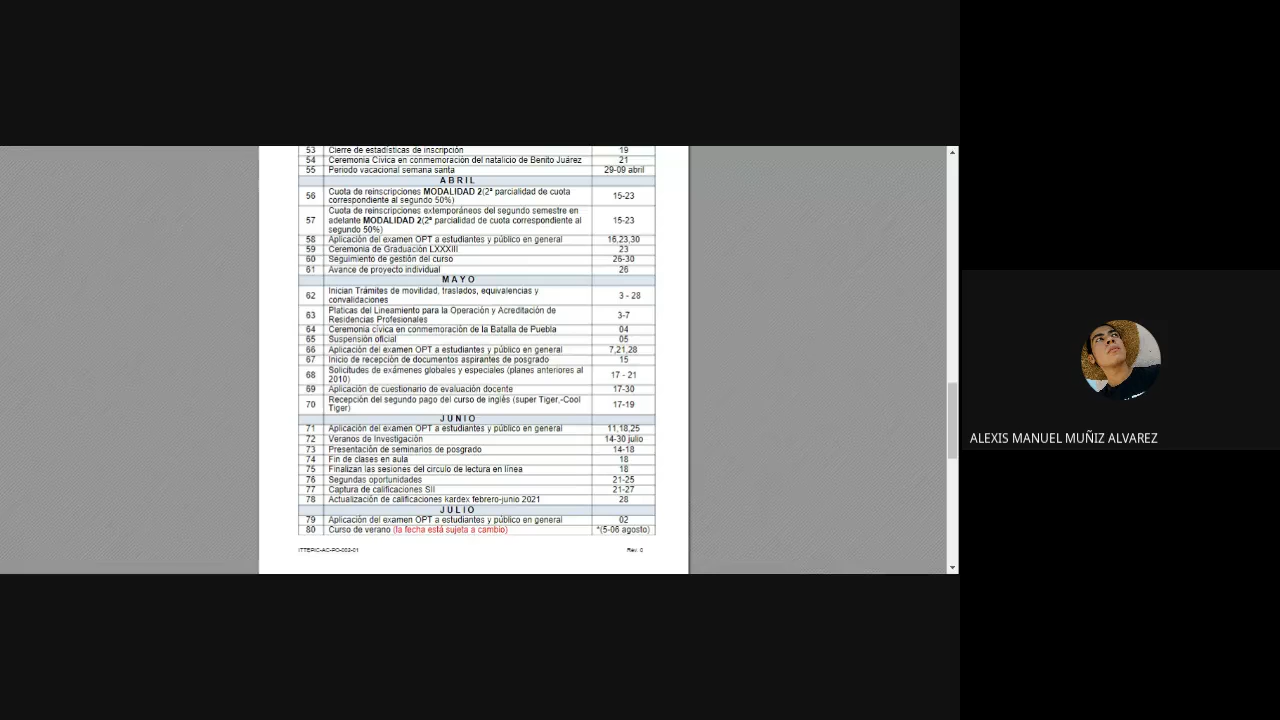 53 Cierre de estadísticas de inscripción 19
54 Ceremonia Cívica en conmemoración del natalicio de Benito Juárez 21
55 Periodo vacacional semana santa 29-09 abril
ABRIL
56 Cuota de reinscripciones MODALIDAD 2(2ª parcialidad de cuota
correspondiente al segundo 50%) 15-23
57 Cuota de reinscripciones extemporáneos del segundo semestre en
adelante MODALIDAD 2(2ª parcialidad de cuota correspondiente al
segundo 50%) 15-23
58 Aplicación del examen OPT a estudiantes y público en general 16,23,30
59 Ceremonia de Graduación LXXXIII 23
60 Seguimiento de gestión del curso 26-30
61 Avance de proyecto individual 26
MAYO
62 Inician Trámites de movilidad, traslados, equivalencias y
convalidaciones 3 - 28
63 Platicas del Lineamiento para la Operación y Acreditación de
Residencias Profesionales 3-7
64 Ceremonia cívica en conmemoración de la Batalla de Puebla 04
65 Suspensión oficial 05
66 Aplicación del examen OPT a estudiantes y público en general 7,21,28
67 Inicio de recepción de documentos aspirantes de posgrado 15
68 Solicitudes de exámenes globales y especiales (planes anteriores al
2010) 17 - 21
69 Aplicación de cuestionario de evaluación docente 17-30
70 Recepción del segundo pago del curso de inglés (super Tiger,-Cool
Tiger) 17-19
JUNIO
71 Aplicación del examen OPT a estudiantes y público en general 11,18,25
72 Veranos de Investigación 14-30 julio
73 Presentación de seminarios de posgrado 14-18
74 Fin de clases en aula 18
75 Finalizan las sesiones del circulo de lectura en línea 18
76 Segundas oportunidades 21-25
77 Captura de calificaciones SII 21-27
78 Actualización de calificaciones kardex febrero-junio 2021 28
JULIO
79 Aplicación del examen OPT a estudiantes y público en general 02
80 Curso de verano (la fecha está sujeta a cambio) *(5-06 agosto)
ITTEPIC-AC-PO-002-01 Rev. 0
ALEXIS MANUEL MUÑIZ ALVAREZ